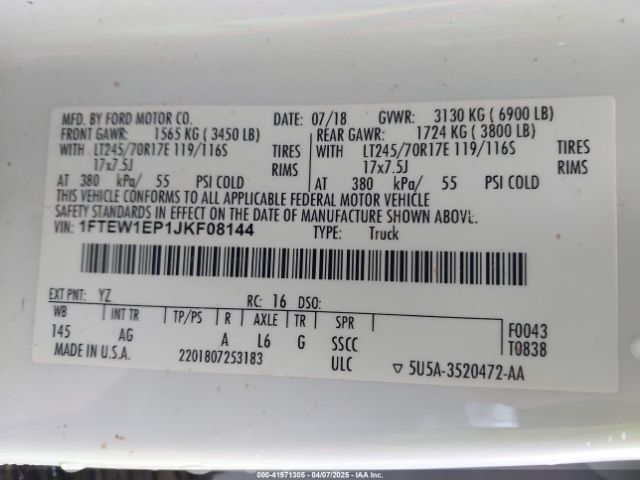 MFD. BY FORD MOTOR CO. DATE: 07/18 GVWR: 3130 KG ( 6900 LB)
FRONT GAWR: 1565 KG ( 3450 LB) REAR GAWR: 1724 KG ( 3800 LB)
WITH LT245/70R17E 119/116S TIRES WITH LT245/70R17E 119/116S TIRES
17x7.5J RIMS 17x7.5J RIMS
AT 380 kPa/ 55 PSI COLD AT 380 kPa/ 55 PSI COLD
THIS VEHICLE CONFORMS TO ALL APPLICABLE FEDERAL MOTOR VEHICLE
SAFETY STANDARDS IN EFFECT ON THE DATE OF MANUFACTURE SHOWN ABOVE.
VIN: 1FTEW1EP1JKF08144 TYPE: Truck
EXT PNT: YZ RC: 16 DSO:
WB INT TR TP/PS R AXLE TR SPR F0043
145 AG A L6 G SSCC T0838
MADE IN U.S.A. 2201807253183 ULC ▽ 5U5A-3520472-AA
00-41971305 - 04/07/2025 - IAA Inc.